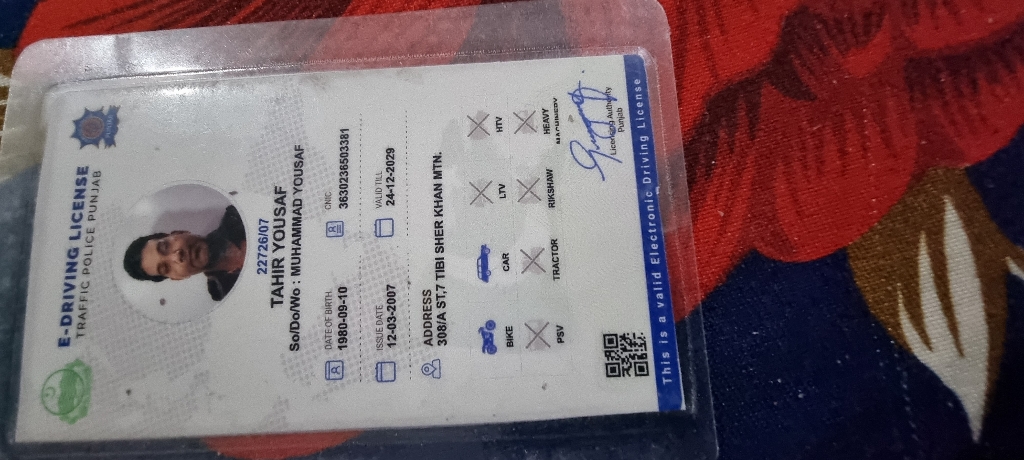 E-DRIVING LICENSE
TRAFFIC POLICE PUNJAB
22726/07
TAHIR YOUSAF
So/Do/Wo : MUHAMMAD YOUSAF
DATE OF BIRTH
1980-09-10
CNIC
3630236503381
ISSUE DATE
12-03-2007
VALID TILL
24-12-2029
ADDRESS
308/A ST,7 TIBI SHER KHAN MTN.
BIKE
CAR
LTV
HTV
PSV
TRACTOR
RIKSHAW
HEAVY
MACHINERY
Licensing Authority
Punjab
This is a valid Electronic Driving License